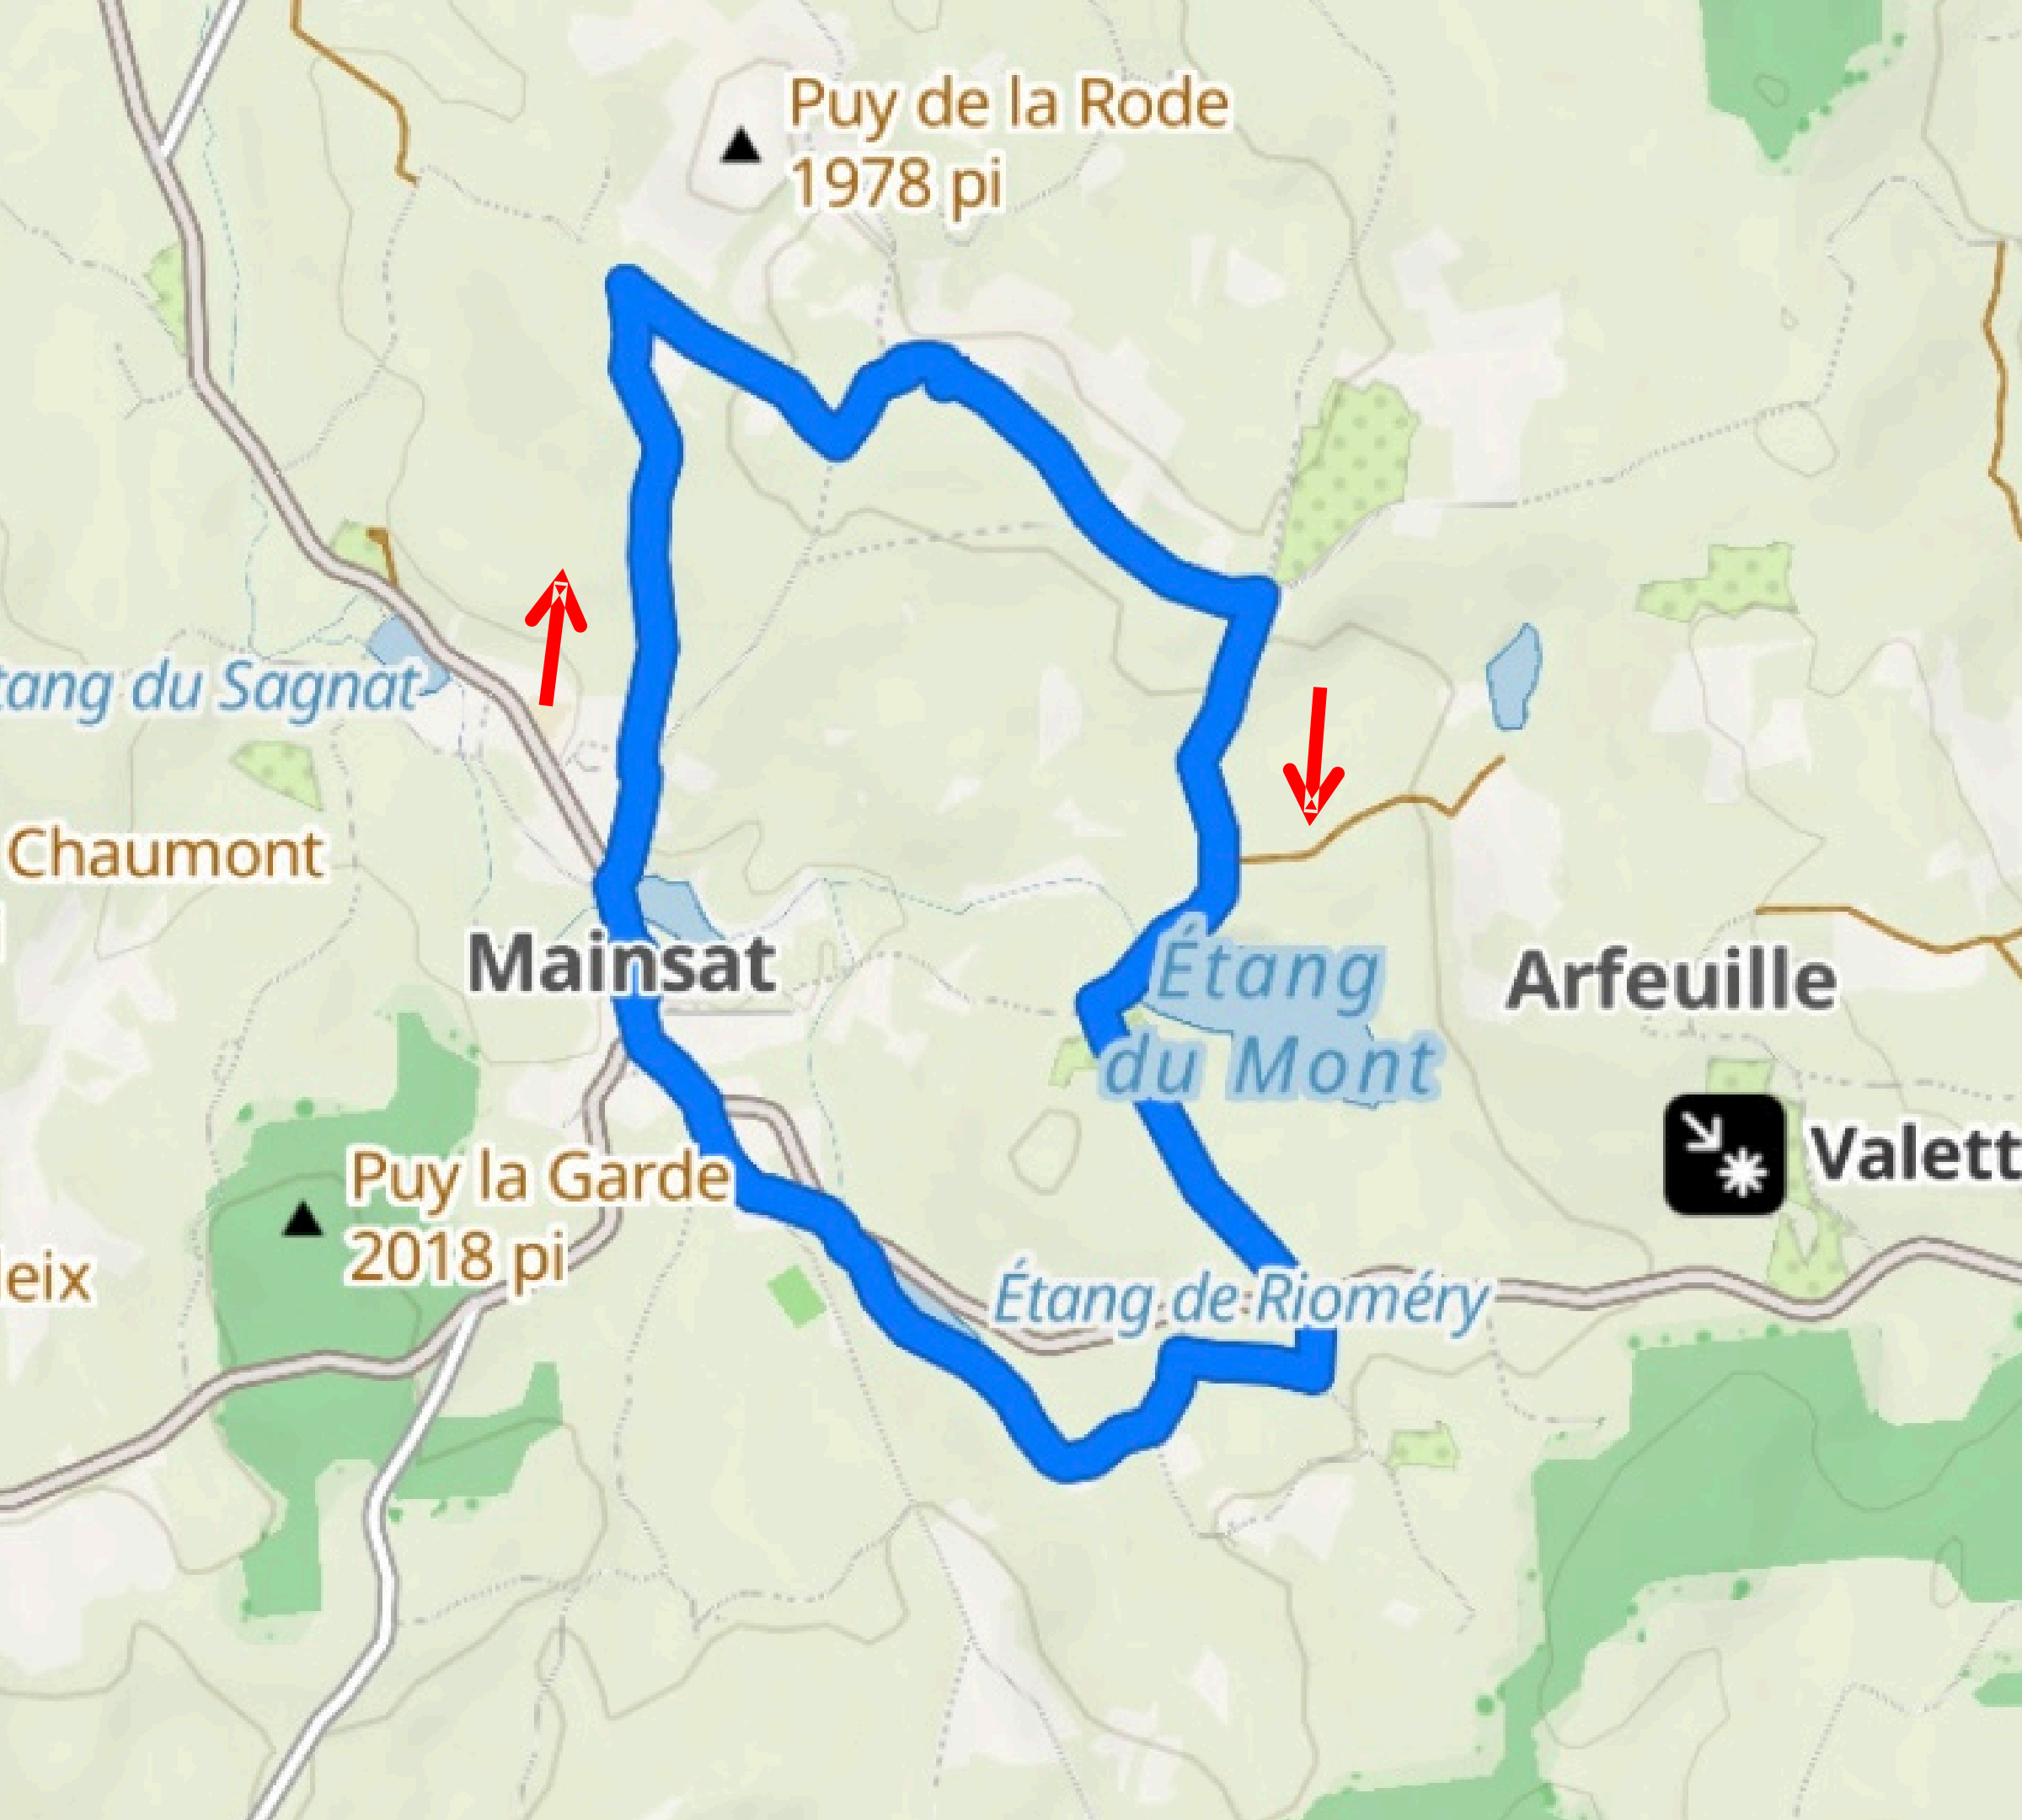 Puy de la Rode
1978 pi
tang du Sagnat
Chaumont
Mainsat
Étang
du Mont
Arfeuille
Valett
Puy la Garde
2018 pi
leix
Étang de Rioméry